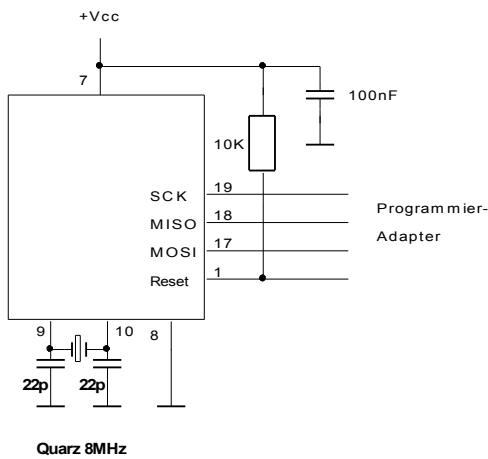 +Vcc
7
100nF
10K
SCK 19
MISO 18
MOSI 17
Reset 1
Programmier-
Adapter
9 10 8
22p 22p
Quarz 8MHz